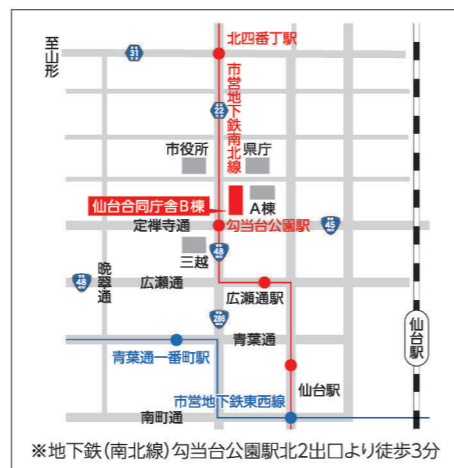 至山形
31
北四番丁駅
市営地下鉄南北線
22
市役所
県庁
仙台合同庁舎B棟
A棟
定禅寺通
勾当台公園駅
45
三越
48
晩翠通
48
広瀬通
広瀬通駅
286
青葉通
仙台駅
青葉通一番町駅
仙台駅
市営地下鉄東西線
南町通
※地下鉄(南北線)勾当台公園駅北2出口より徒歩3分